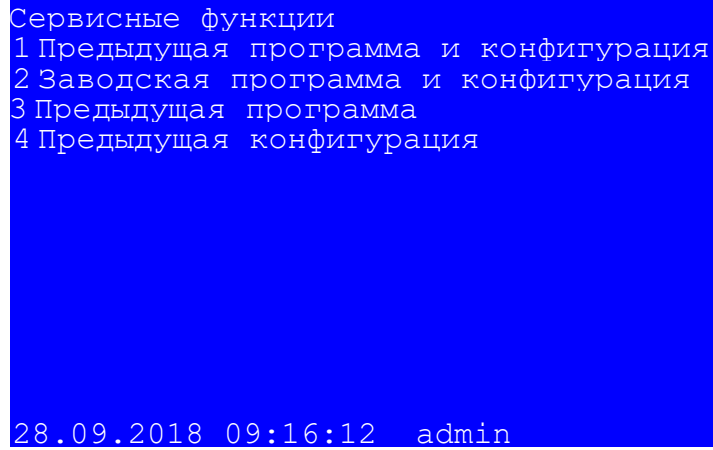 Сервисные функции
1 Предыдущая программа и конфигурация
2 Заводская программа и конфигурация
3 Предыдущая программа
4 Предыдущая конфигурация
28.09.2018 09:16:12 admin